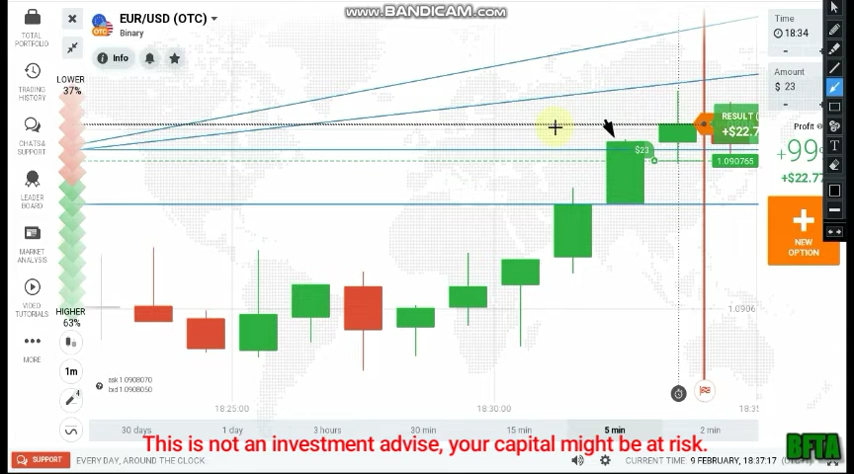 WWW.BANDICAM.COM
EUR/USD (OTC)
Binary
OTC
Info
TOTAL
PORTFOLIO
TRADING
HISTORY
CHATS &
SUPPORT
LEADER
BOARD
MARKET
ANALYSIS
VIDEO
TUTORIALS
MORE
LOWER
37%
HIGHER
63%
1m
4
ask 1.0908070
bid 1.0908050
$23
RESULT
+$22.7
1.090765
1.0906
18:25:00
18:30:00
18:35
30 days
1 day
3 hours
30 min
15 min
5 min
2 min
Time
18:34
Amount
$ 23
Profit
+99
+$22.77
NEW
OPTION
T
This is not an investment advise, your capital might be at risk.
BFTA
SUPPORT
EVERY DAY, AROUND THE CLOCK
CURRENT TIME: 9 FEBRUARY, 18:37:17